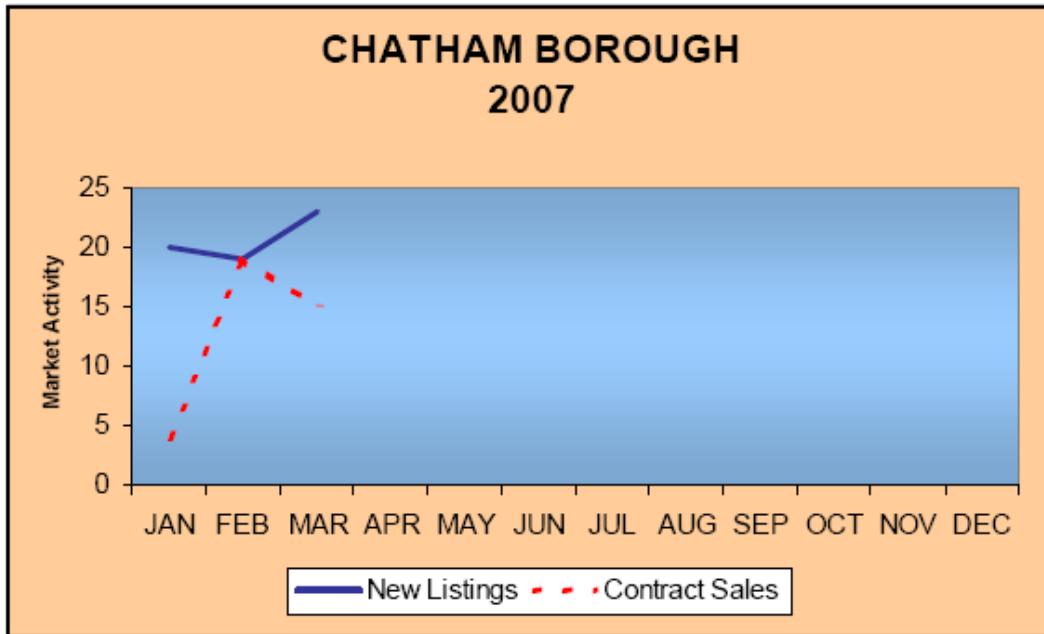 CHATHAM BOROUGH
2007
Market Activity
25
20
15
10
5
0
JAN FEB MAR APR MAY JUN JUL AUG SEP OCT NOV DEC
New Listings Contract Sales